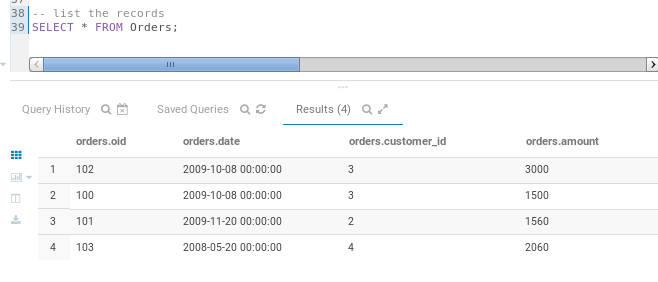 38 -- list the records
39 SELECT * FROM Orders;
Query History Saved Queries Results (4)
orders.oid orders.date orders.customer_id orders.amount
1 102 2009-10-08 00:00:00 3 3000
2 100 2009-10-08 00:00:00 3 1500
3 101 2009-11-20 00:00:00 2 1560
4 103 2008-05-20 00:00:00 4 2060